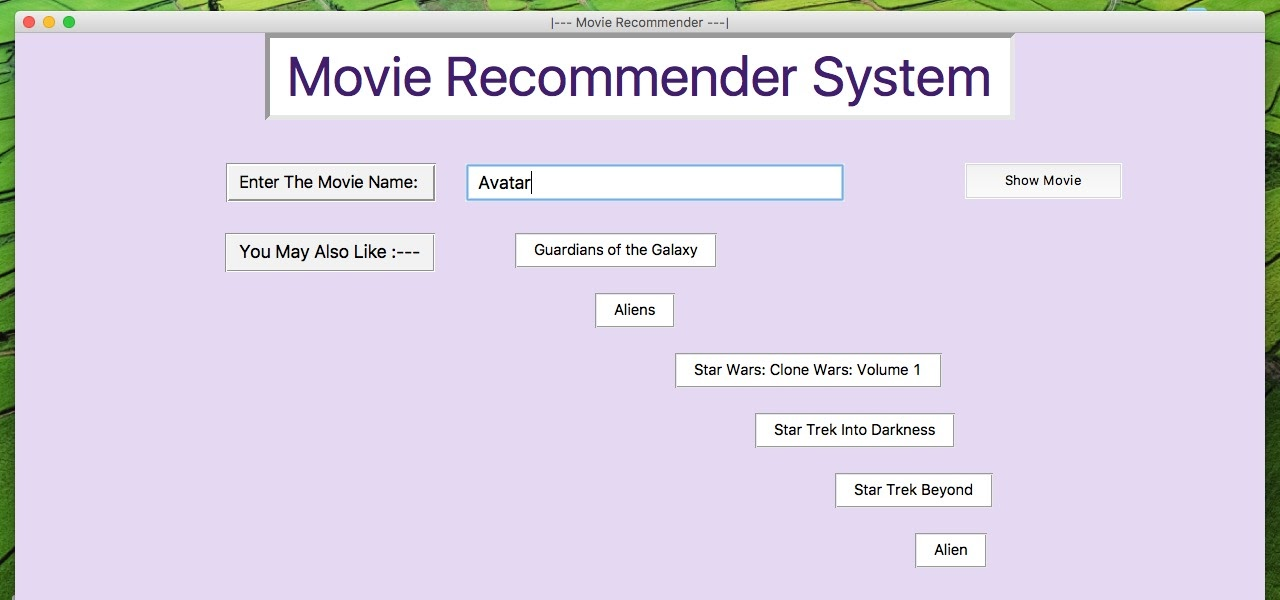 |--- Movie Recommender ---|
Movie Recommender System
Enter The Movie Name:
Avatar
Show Movie
You May Also Like :---
Guardians of the Galaxy
Aliens
Star Wars: Clone Wars: Volume 1
Star Trek Into Darkness
Star Trek Beyond
Alien